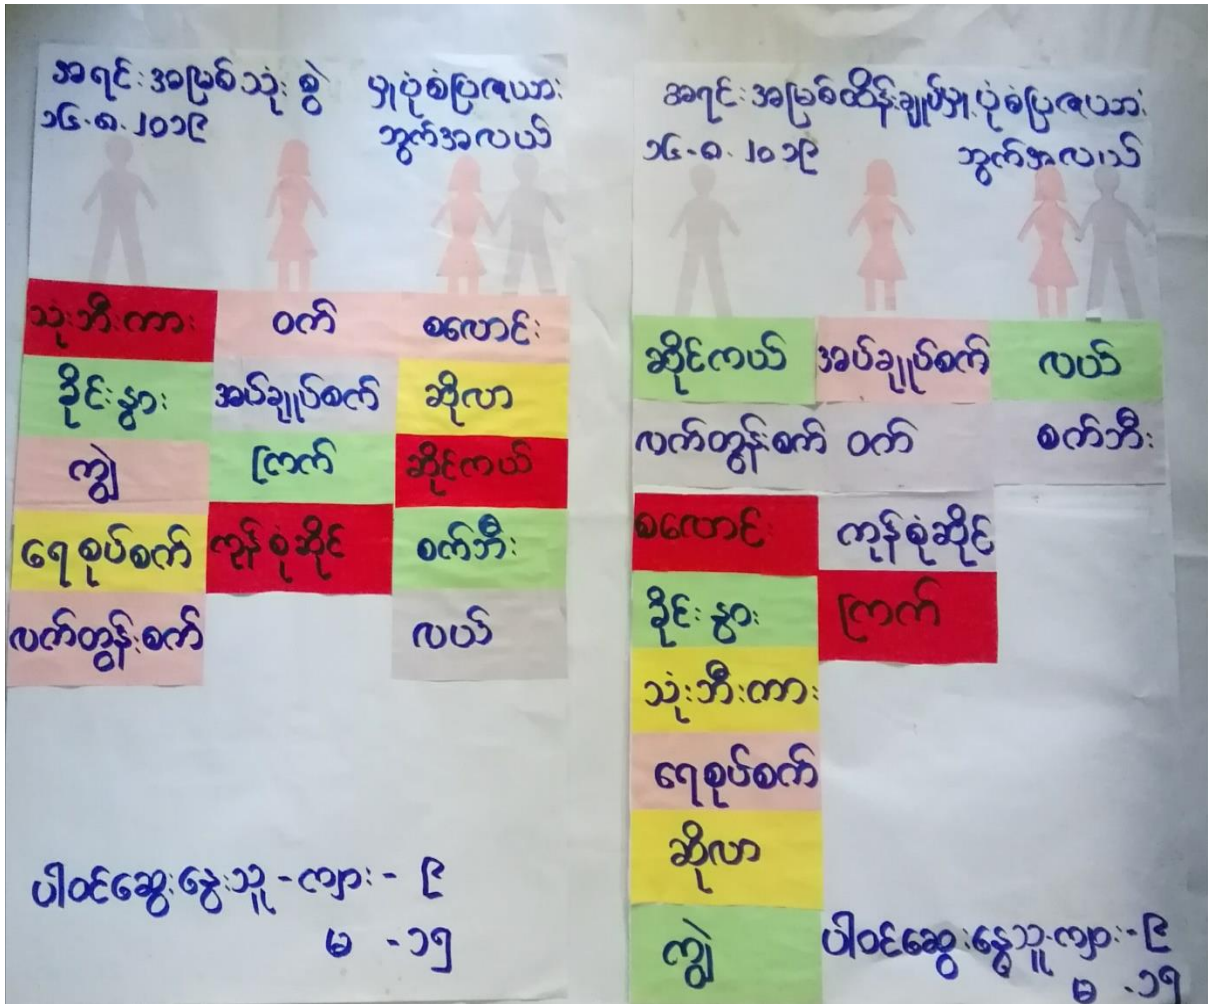 အရင်းအမြစ်သုံးစွဲ မှုပုံစံပြဇယား
၁၆.၈.၂၀၁၉ ဘွက်အလယ်
သုံးဘီးကား ဝက် စလောင်း
ခိုင်းနွား အပ်ချုပ်စက် ဆိုလာ
ကျွဲ ကြက် ဆိုင်ကယ်
ရေစုပ်စက် ကုန်စုံဆိုင် စက်ဘီး
လက်တွန်းစက် လယ်
ပါဝင်ဆွေးနွေးသူ - ကျား - ၉
မ - ၁၅
အရင်းအမြစ်ထိန်းချုပ်မှုပုံစံပြဇယား
၁၆.၈.၂၀၁၉ ဘွက်အလယ်
ဆိုင်ကယ် အပ်ချုပ်စက် လယ်
လက်တွန်းစက် ဝက် စက်ဘီး
စလောင်း ကုန်စုံဆိုင်
ခိုင်းနွား ကြက်
သုံးဘီးကား
ရေစုပ်စက်
ဆိုလာ
ကျွဲ
ပါဝင်ဆွေးနွေးသူ-ကျား-၉
မ - ၁၅